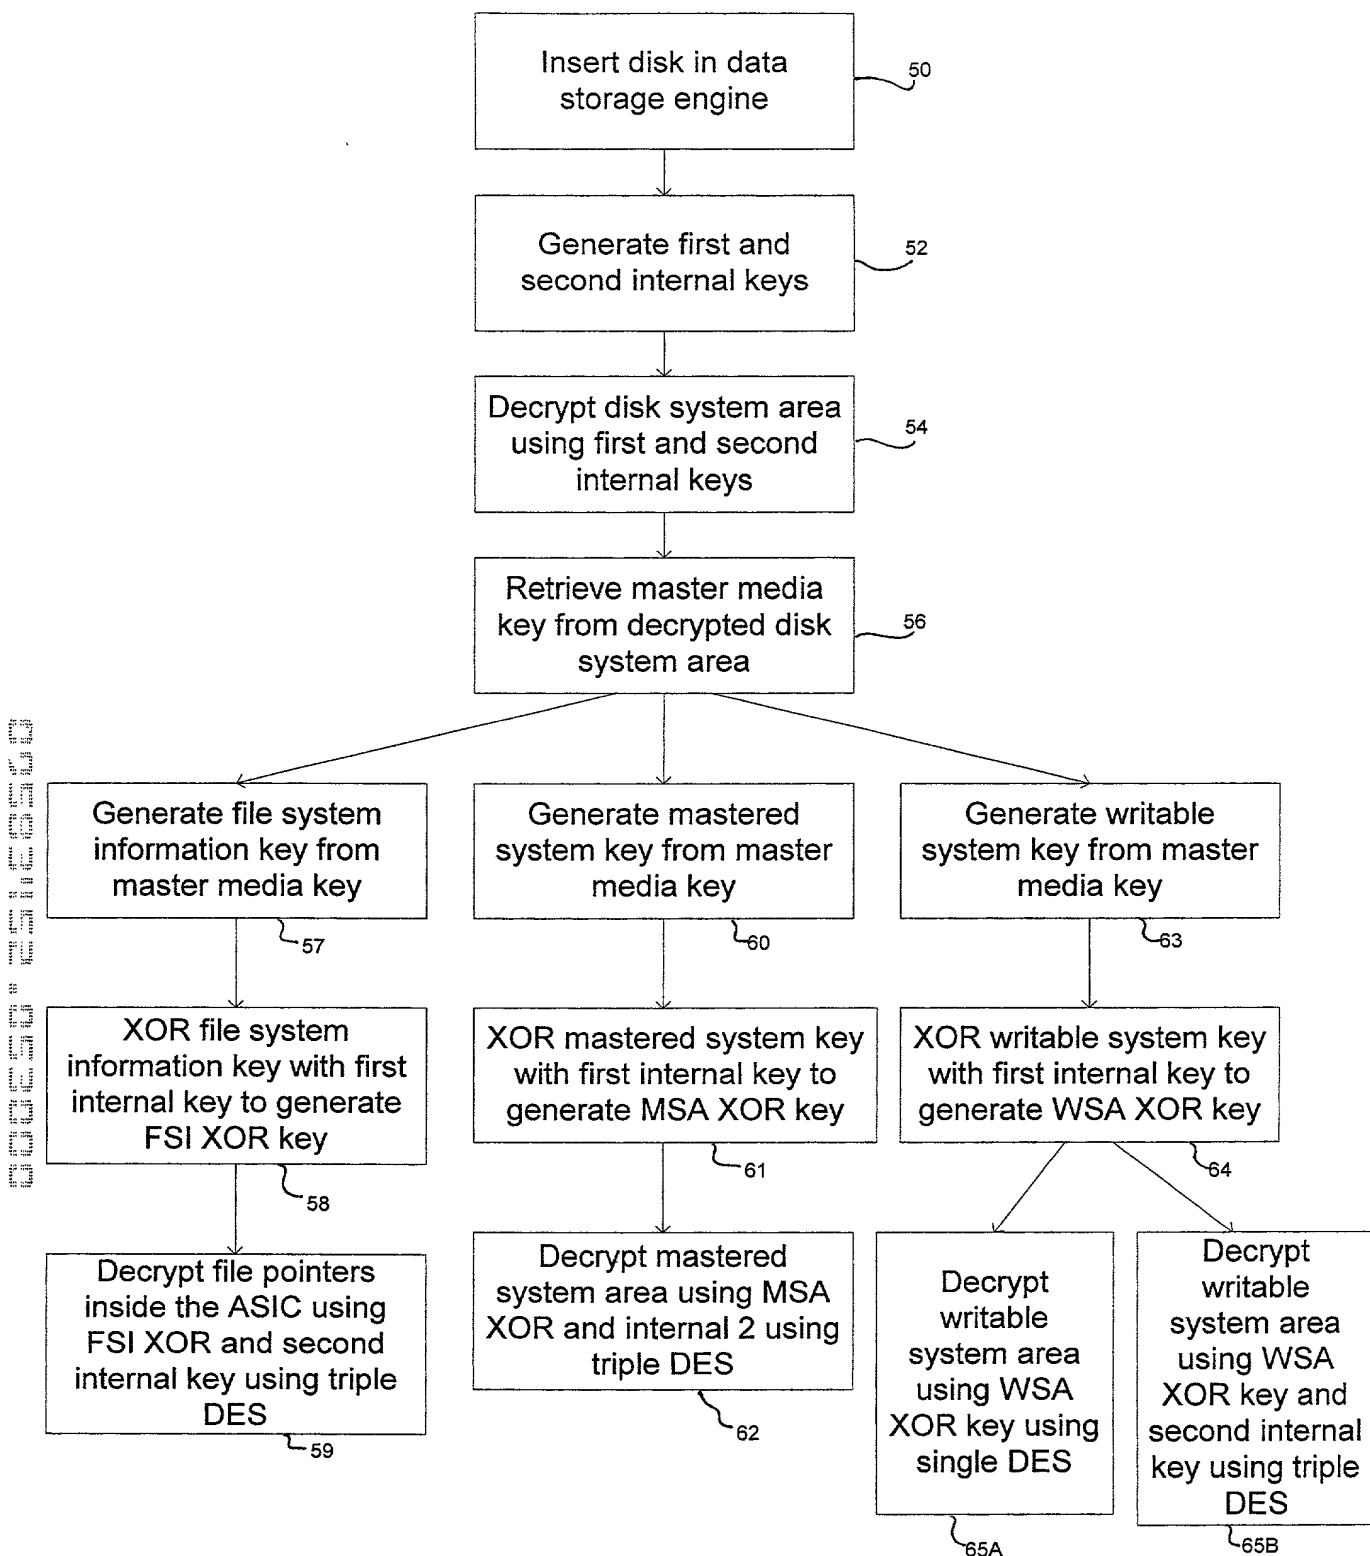 Insert disk in data
storage engine
50
Generate first and
second internal keys
52
Decrypt disk system area
using first and second
internal keys
54
Retrieve master media
key from decrypted disk
system area
56
Generate file system
information key from
master media key
57
Generate mastered
system key from master
media key
60
Generate writable
system key from master
media key
63
XOR file system
information key with first
internal key to generate
FSI XOR key
58
XOR mastered system key
with first internal key to
generate MSA XOR key
61
XOR writable system key
with first internal key to
generate WSA XOR key
64
Decrypt file pointers
inside the ASIC using
FSI XOR and second
internal key using triple
DES
59
Decrypt mastered
system area using MSA
XOR and internal 2 using
triple DES
62
Decrypt
writable
system area
using WSA
XOR key using
single DES
65A
Decrypt
writable
system area
using WSA
XOR key and
second internal
key using triple
DES
65B